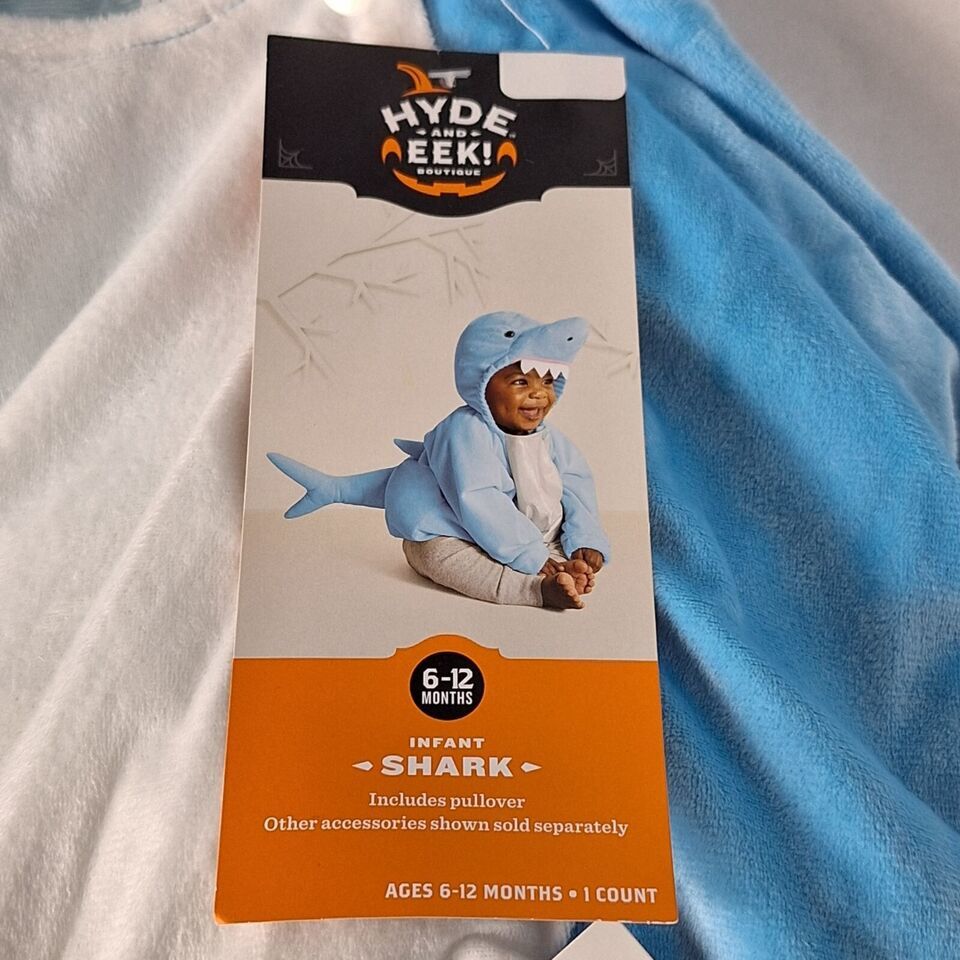 HYDE
AND
EEK!
BOUTIQUE
6-12
MONTHS
INFANT
SHARK
Includes pullover
Other accessories shown sold separately
AGES 6-12 MONTHS • 1 COUNT